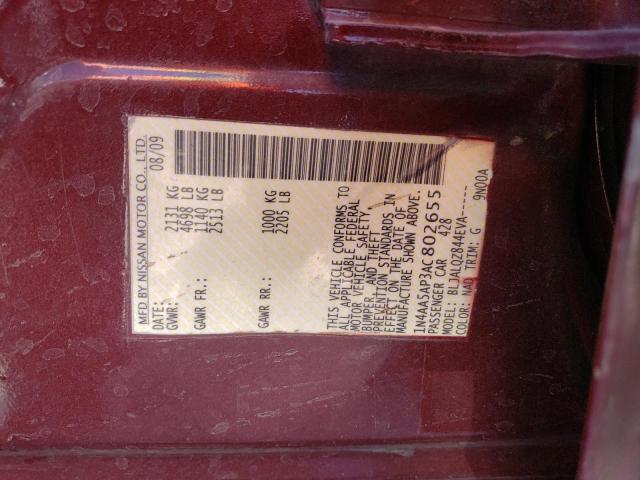 MFD BY NISSAN MOTOR CO., LTD.
DATE: 08/09
GVWR: 2131 KG
4698 LB
GAWR FR.: 1140 KG
2513 LB
GAWR RR.: 1000 KG
2205 LB
THIS VEHICLE CONFORMS TO
ALL APPLICABLE FEDERAL
MOTOR VEHICLE SAFETY
BUMPER, AND THEFT
PREVENTION STANDARDS IN
EFFECT ON THE DATE OF
MANUFACTURE SHOWN ABOVE.
1N4AA5AP3AC802655
PASSENGER CAR 428
MODEL: BLJALQZ844EVA-----
COLOR: NAD TRIM: G 9N00A